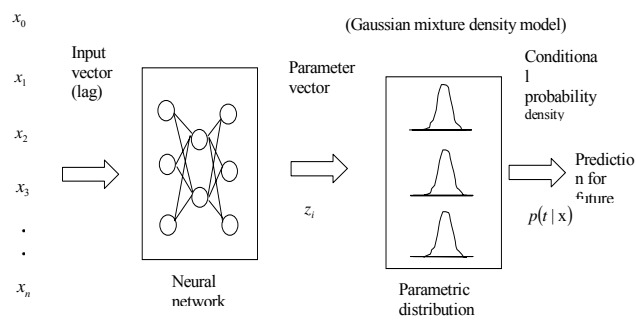 x0
x1
x2
x3
.
.
xn
Input
vector
(lag)
Neural
network
Parameter
vector
zi
(Gaussian mixture density model)
Parametric
distribution
Conditiona
l
probability
density
Predictio
n for
future
p(t | x)